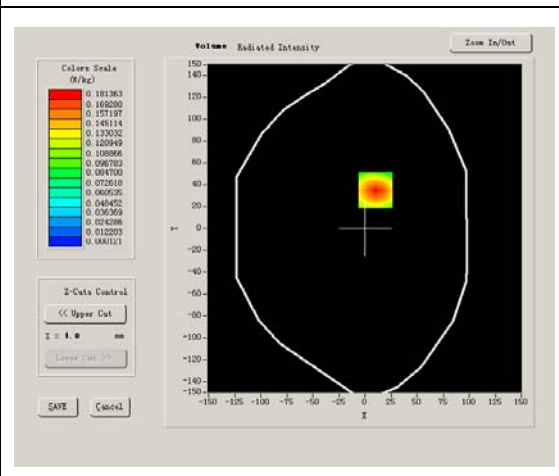 Volume Radiated Intensity
Zoom In/Out
Colors Scale
(W/kg)
0.181363
0.169280
0.157197
0.145114
0.133032
0.120949
0.108866
0.096783
0.084700
0.072618
0.060535
0.048452
0.036369
0.024286
0.012203
0.000121
Z-Cuts Control
<< Upper Cut
Z = 4.0 mm
Lower Cut >>
SAVE
Cancel
150
140
120
100
80
60
40
20
0
-20
-40
-60
-80
-100
-120
-140
-150
Y
-150 -125 -100 -75 -50 -25 0 25 50 75 100 125 150
X